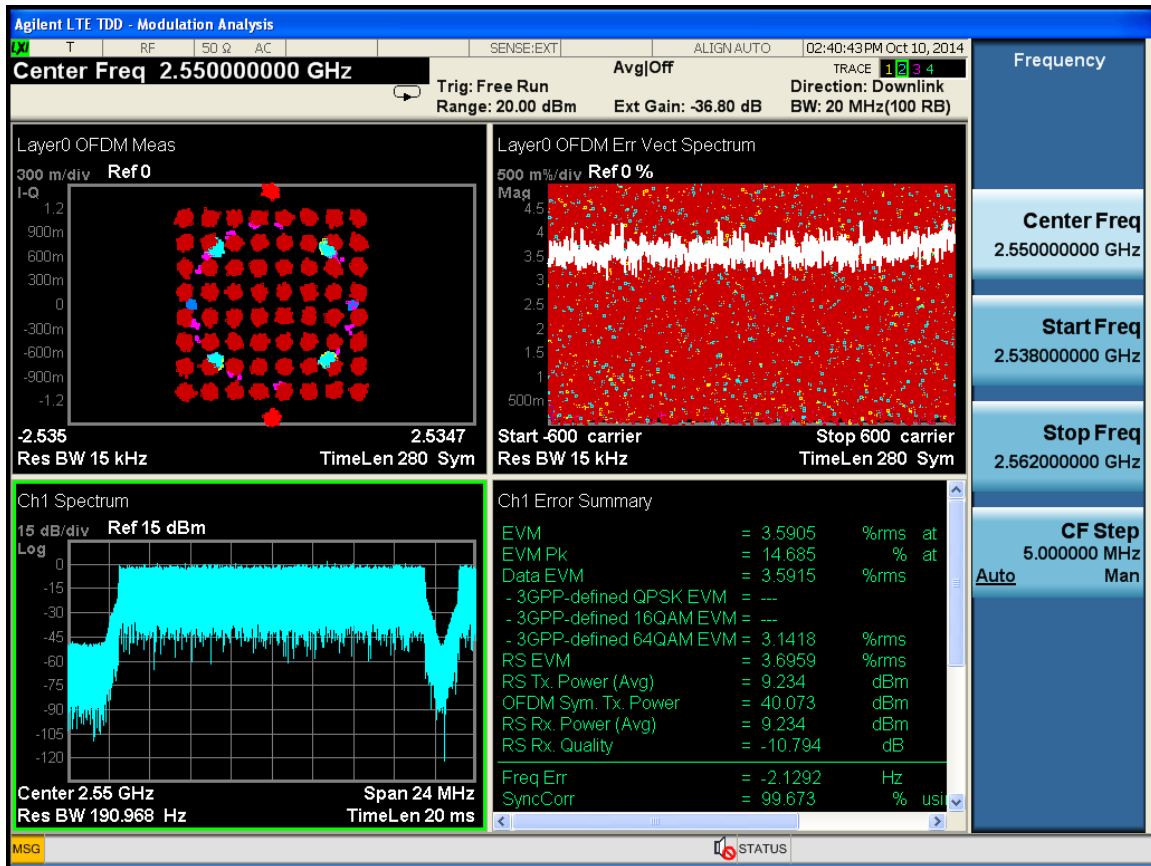 Agilent LTE TDD - Modulation Analysis
LXI T RF 50 Ω AC SENSE:EXT ALIGN AUTO 02:40:43 PM Oct 10, 2014
Center Freq 2.550000000 GHz
Trig: Free Run
Range: 20.00 dBm
Avg|Off
Ext Gain: -36.80 dB
TRACE 1 2 3 4
Direction: Downlink
BW: 20 MHz(100 RB)
Layer0 OFDM Meas
300 m/div Ref 0
I-Q
1.2
900m
600m
300m
0
-300m
-600m
-900m
-1.2
-2.535 2.5347
Res BW 15 kHz TimeLen 280 Sym
Layer0 OFDM Err Vect Spectrum
500 m%/div Ref 0 %
Mag
4.5
4
3.5
3
2.5
2
1.5
1
500m
Start -600 carrier Stop 600 carrier
Res BW 15 kHz TimeLen 280 Sym
Ch1 Spectrum
15 dB/div Ref 15 dBm
Log
0
-15
-30
-45
-60
-75
-90
-105
-120
Center 2.55 GHz Span 24 MHz
Res BW 190.968 Hz TimeLen 20 ms
Ch1 Error Summary
EVM = 3.5905 %rms at
EVM Pk = 14.685 % at
Data EVM = 3.5915 %rms
- 3GPP-defined QPSK EVM = ---
- 3GPP-defined 16QAM EVM = ---
- 3GPP-defined 64QAM EVM = 3.1418 %rms
RS EVM = 3.6959 %rms
RS Tx. Power (Avg) = 9.234 dBm
OFDM Sym. Tx. Power = 40.073 dBm
RS Rx. Power (Avg) = 9.234 dBm
RS Rx. Quality = -10.794 dB
Freq Err = -2.1292 Hz
SyncCorr = 99.673 % usi
Frequency
Center Freq
2.550000000 GHz
Start Freq
2.538000000 GHz
Stop Freq
2.562000000 GHz
CF Step
5.000000 MHz
Auto Man
MSG STATUS